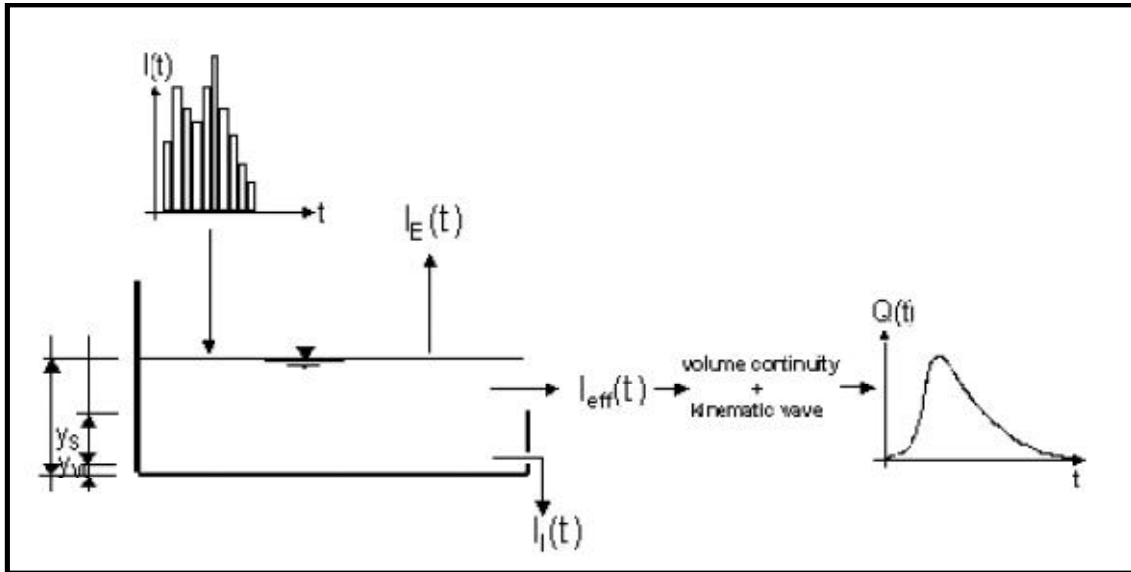 I(t)
t
I_E(t)
Q(t)
volume continuity
+
kinematic wave
I_eff(t)
y_S
t
I_I(t)